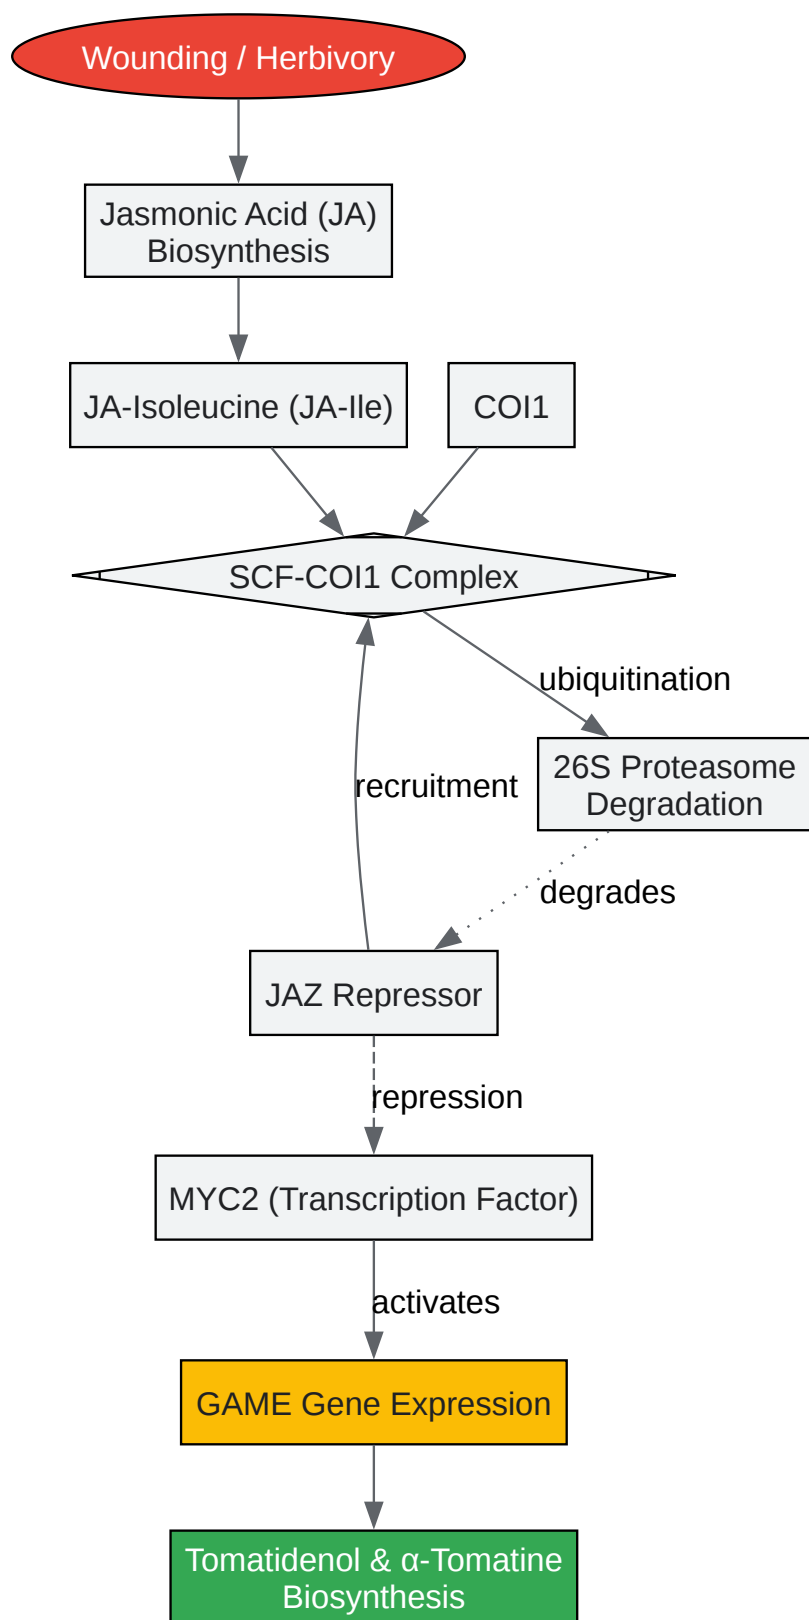 Wounding / Herbivory
Jasmonic Acid (JA)
Biosynthesis
JA-Isoleucine (JA-Ile)
COI1
SCF-COI1 Complex
ubiquitination
26S Proteasome
Degradation
recruitment
degrades
JAZ Repressor
repression
MYC2 (Transcription Factor)
activates
GAME Gene Expression
Tomatidenol & α-Tomatine
Biosynthesis